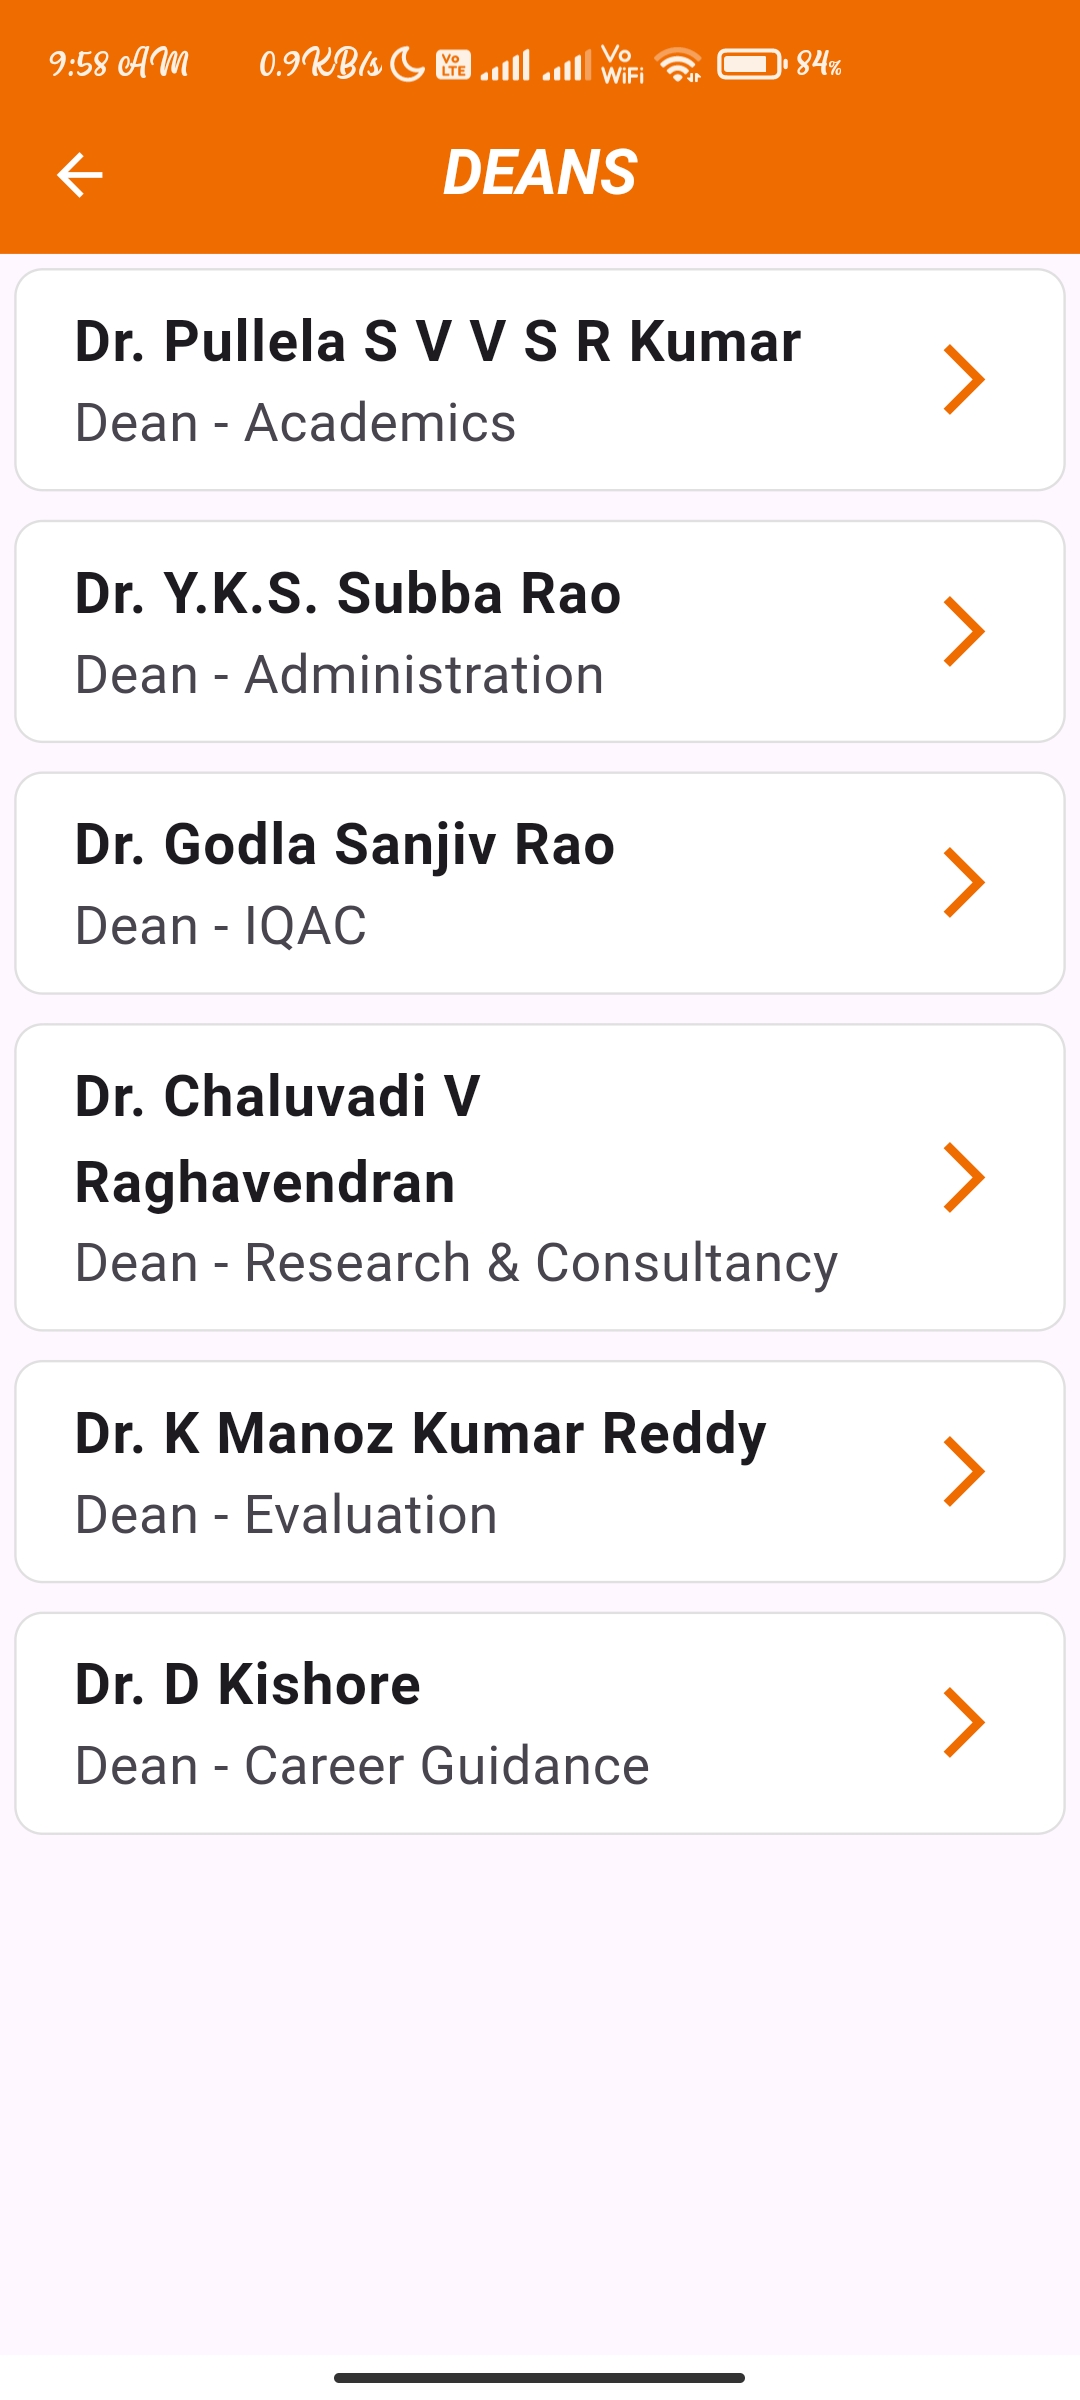 9:58 AM 0.9KB/s Vo LTE Vo WiFi 84%
DEANS
Dr. Pullela S V V S R Kumar
Dean - Academics
Dr. Y.K.S. Subba Rao
Dean - Administration
Dr. Godla Sanjiv Rao
Dean - IQAC
Dr. Chaluvadi V
Raghavendran
Dean - Research & Consultancy
Dr. K Manoz Kumar Reddy
Dean - Evaluation
Dr. D Kishore
Dean - Career Guidance